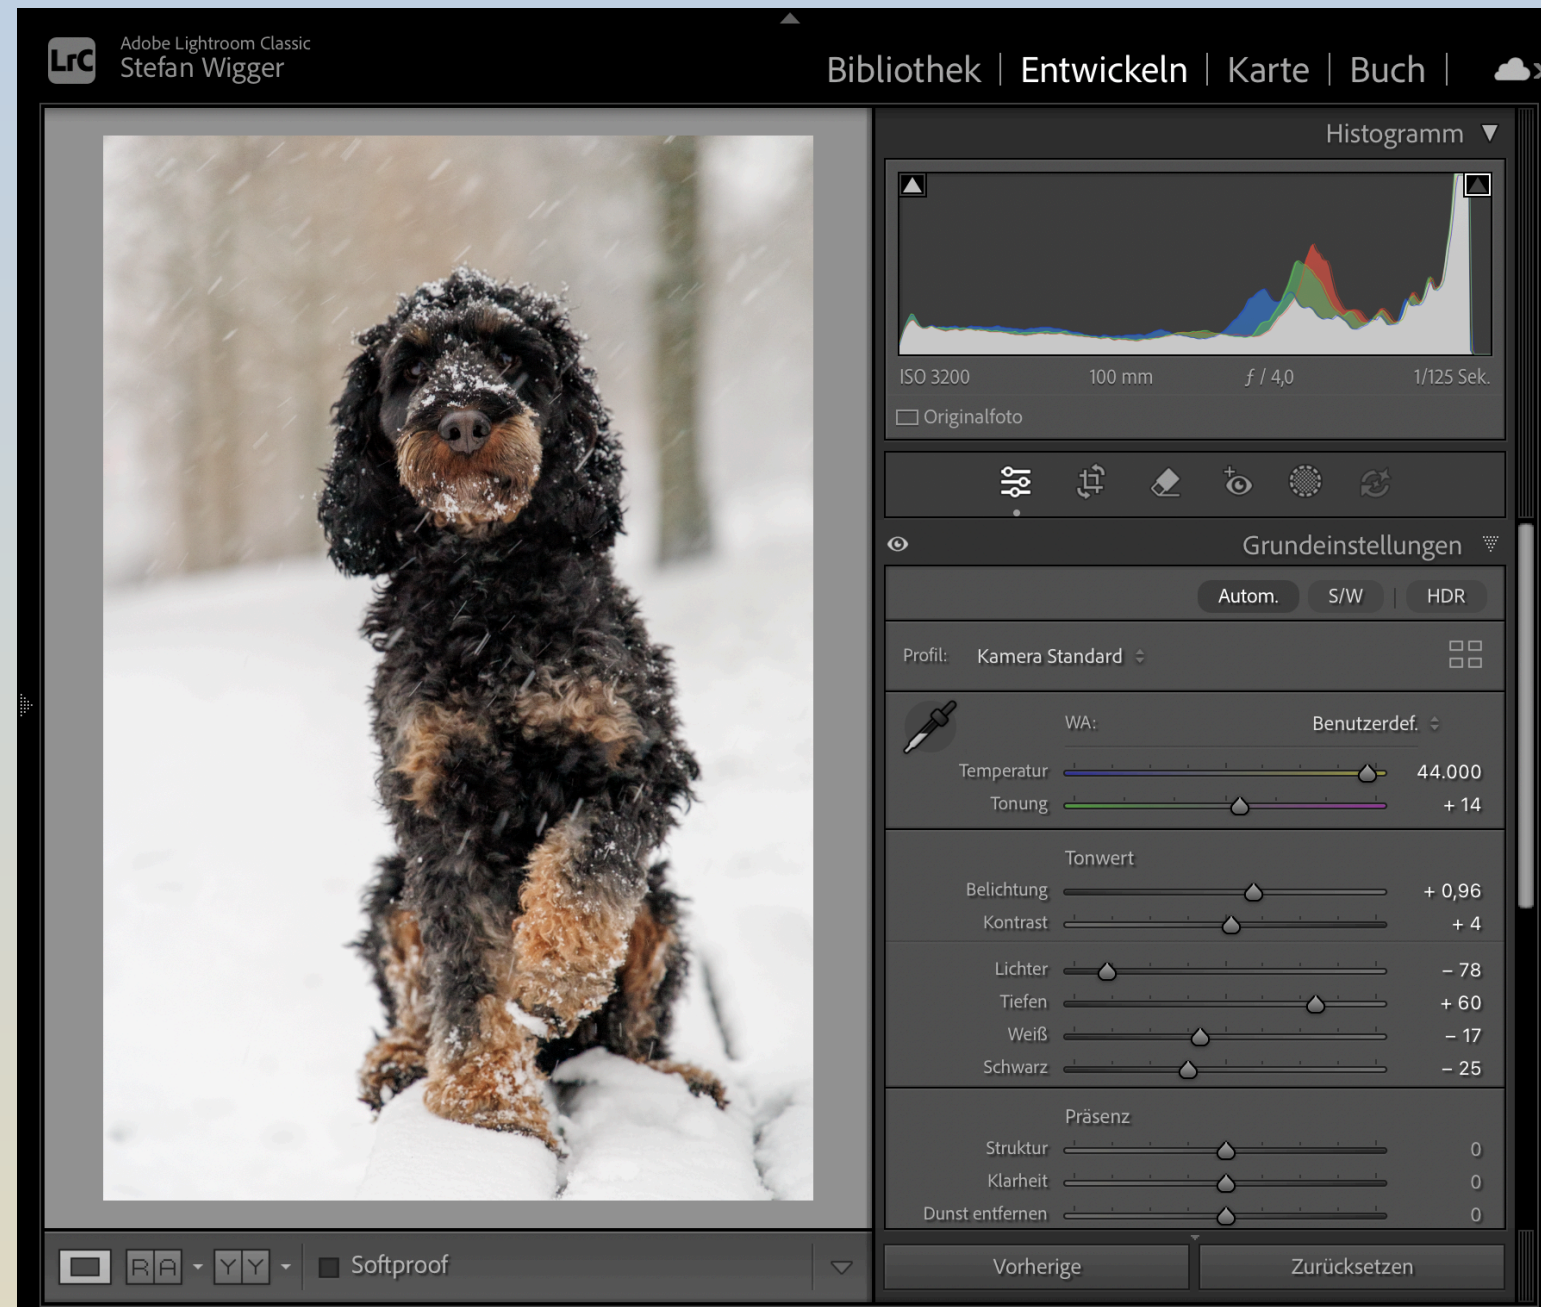 LrC
Adobe Lightroom Classic
Stefan Wigger
Bibliothek | Entwickeln | Karte | Buch |
Histogramm
ISO 3200 100 mm ƒ / 4,0 1/125 Sek.
Originalfoto
Grundeinstellungen
Autom. S/W | HDR
Profil: Kamera Standard
WA: Benutzerdef.
Temperatur 44.000
Tonung + 14
Tonwert
Belichtung + 0,96
Kontrast + 4
Lichter – 78
Tiefen + 60
Weiß – 17
Schwarz – 25
Präsenz
Struktur 0
Klarheit 0
Dunst entfernen 0
RA YY Softproof
Vorherige Zurücksetzen